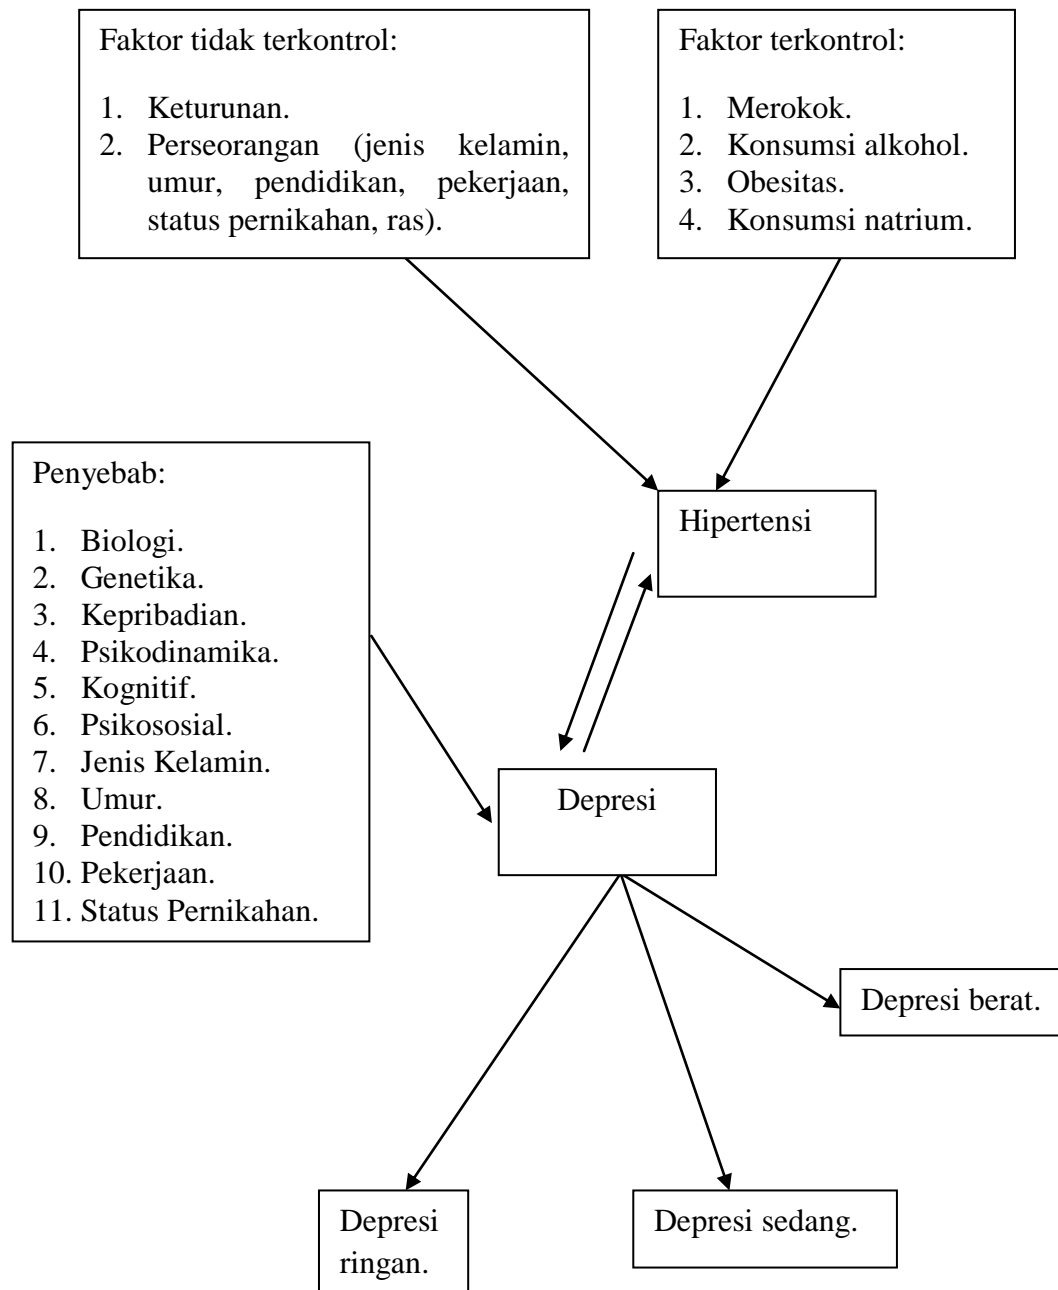 Faktor tidak terkontrol:
1. Keturunan.
2. Perseorangan (jenis kelamin,
umur, pendidikan, pekerjaan,
status pernikahan, ras).
Faktor terkontrol:
1. Merokok.
2. Konsumsi alkohol.
3. Obesitas.
4. Konsumsi natrium.
Penyebab:
1. Biologi.
2. Genetika.
3. Kepribadian.
4. Psikodinamika.
5. Kognitif.
6. Psikososial.
7. Jenis Kelamin.
8. Umur.
9. Pendidikan.
10. Pekerjaan.
11. Status Pernikahan.
Hipertensi
Depresi
Depresi berat.
Depresi
ringan.
Depresi sedang.